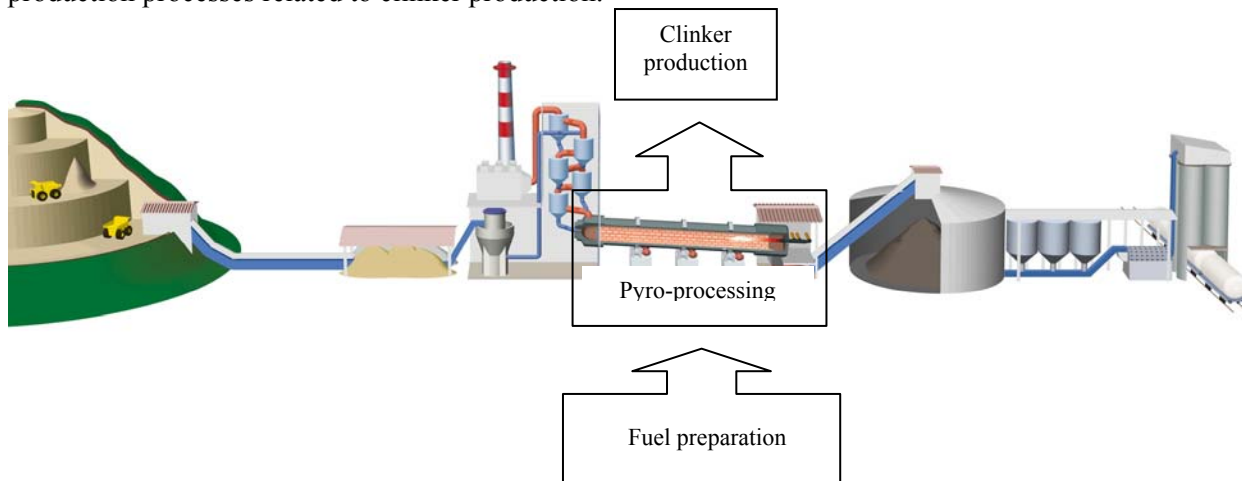 production processes related to clinker production.
Clinker
production
Pyro-processing
Fuel preparation